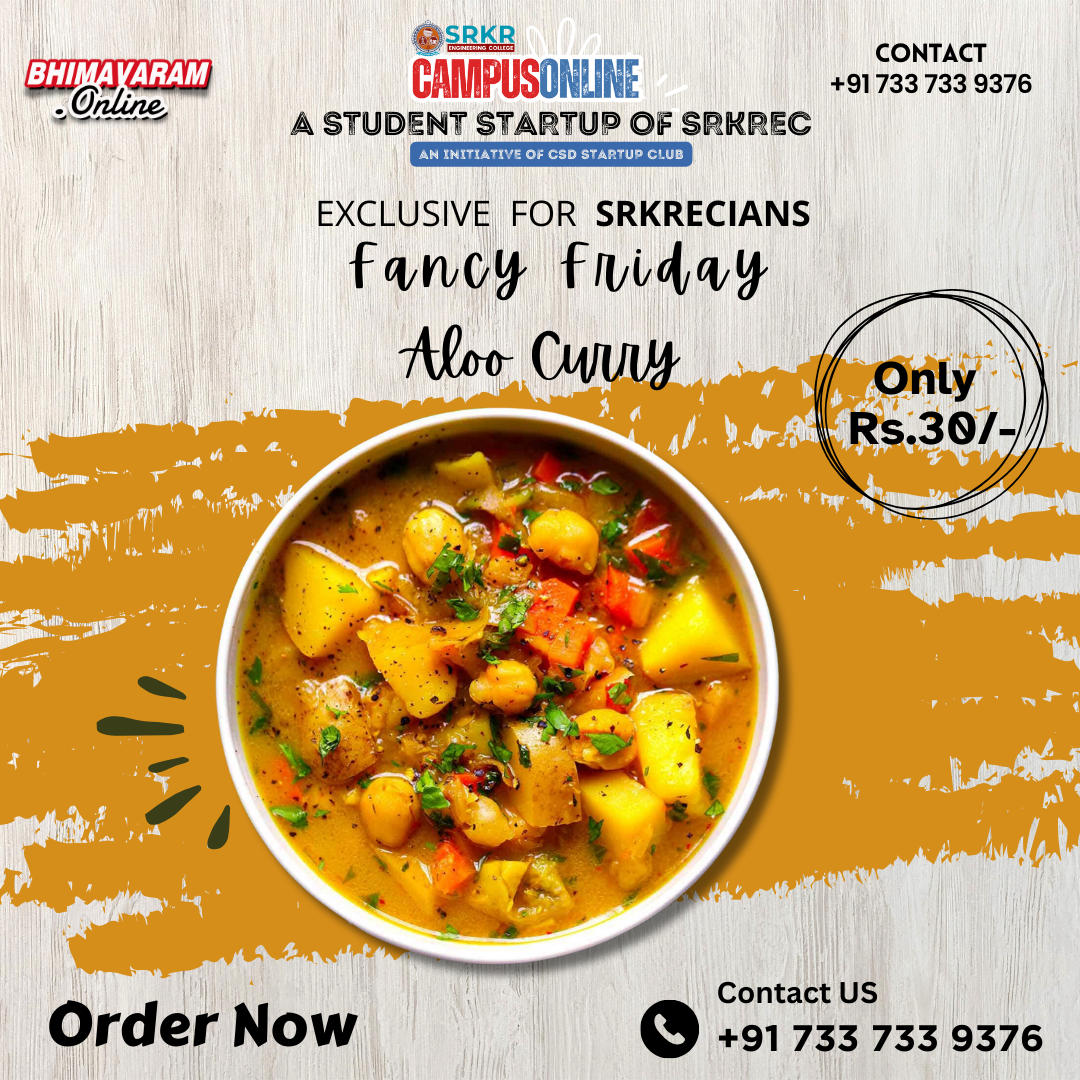 BHIMAVARAM
.Online
SRKR
ENGINEERING COLLEGE
CAMPUSONLINE
A STUDENT STARTUP OF SRKREC
AN INITIATIVE OF CSD STARTUP CLUB
CONTACT
+91 733 733 9376
EXCLUSIVE FOR SRKRECIANS
Fancy Friday
Aloo Curry
Only
Rs.30/-
Order Now
Contact US
+91 733 733 9376